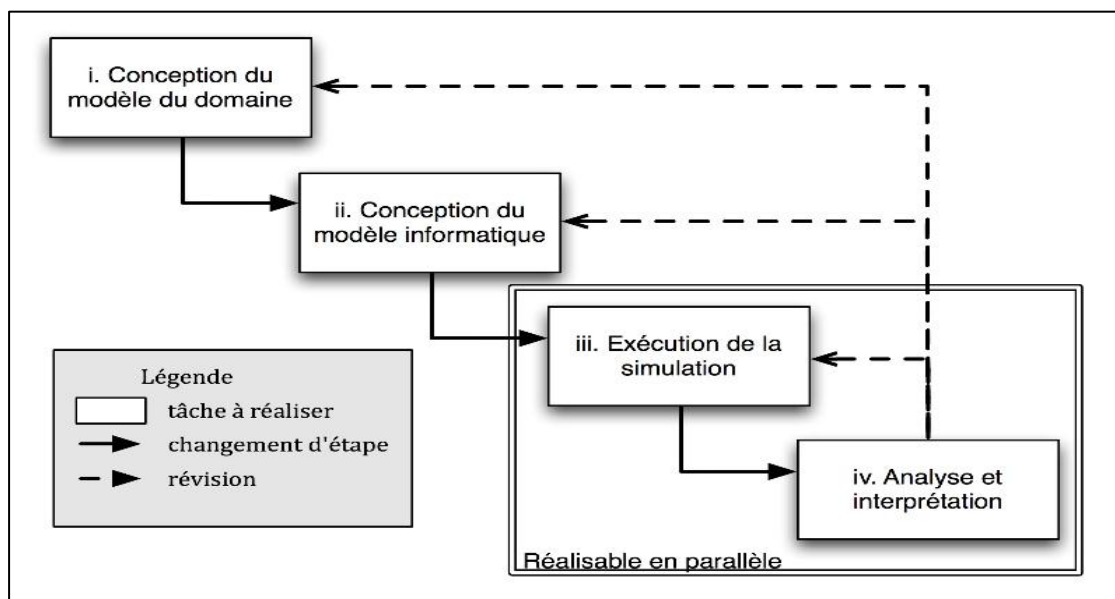 i. Conception du
modèle du domaine
ii. Conception du
modèle informatique
iii. Exécution de la
simulation
iv. Analyse et
interprétation
Réalisable en parallèle
Légende
tâche à réaliser
changement d'étape
révision